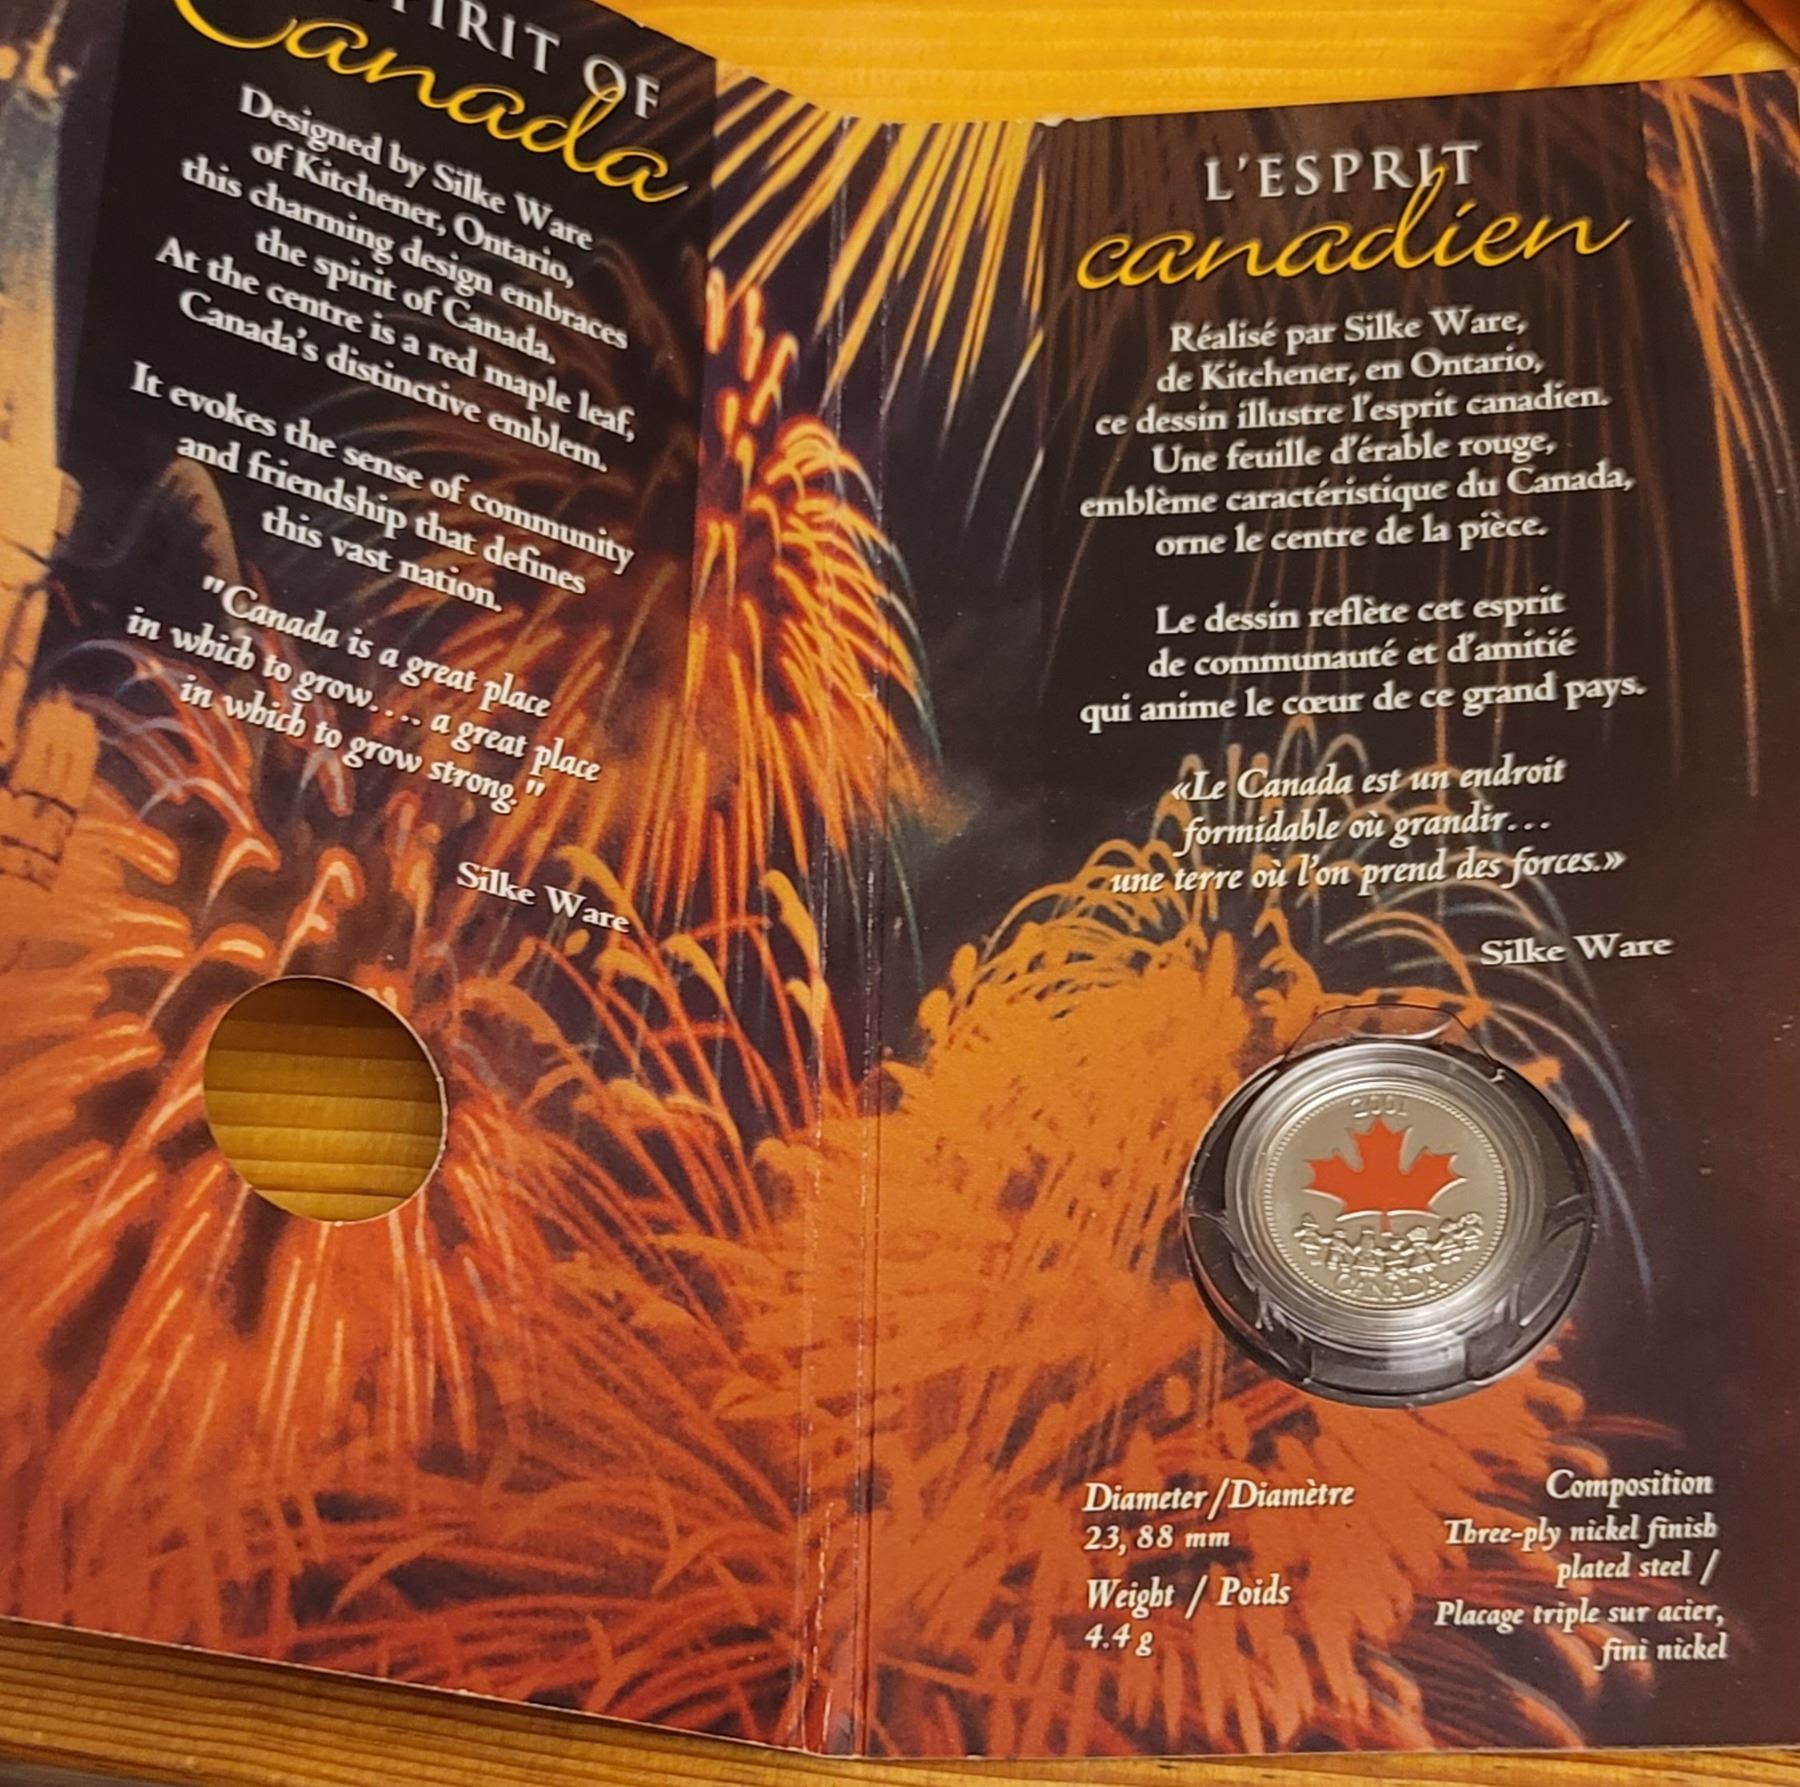 SPIRIT OF
Canada
Designed by Silke Ware
of Kitchener, Ontario,
this charming design embraces
the spirit of Canada.
At the centre is a red maple leaf,
Canada's distinctive emblem.
It evokes the sense of community
and friendship that defines
this vast nation.
"Canada is a great place
in which to grow.... a great place
in which to grow strong."
Silke Ware
L'ESPRIT
canadien
Réalisé par Silke Ware,
de Kitchener, en Ontario,
ce dessin illustre l'esprit canadien.
Une feuille d'érable rouge,
emblème caractéristique du Canada,
orne le centre de la pièce.
Le dessin reflète cet esprit
de communauté et d'amitié
qui anime le cœur de ce grand pays.
«Le Canada est un endroit
formidable où grandir...
une terre où l'on prend des forces.»
Silke Ware
2001
CANADA
Diameter/Diamètre
23, 88 mm
Weight / Poids
4.4 g
Composition
Three-ply nickel finish
plated steel /
Placage triple sur acier,
fini nickel